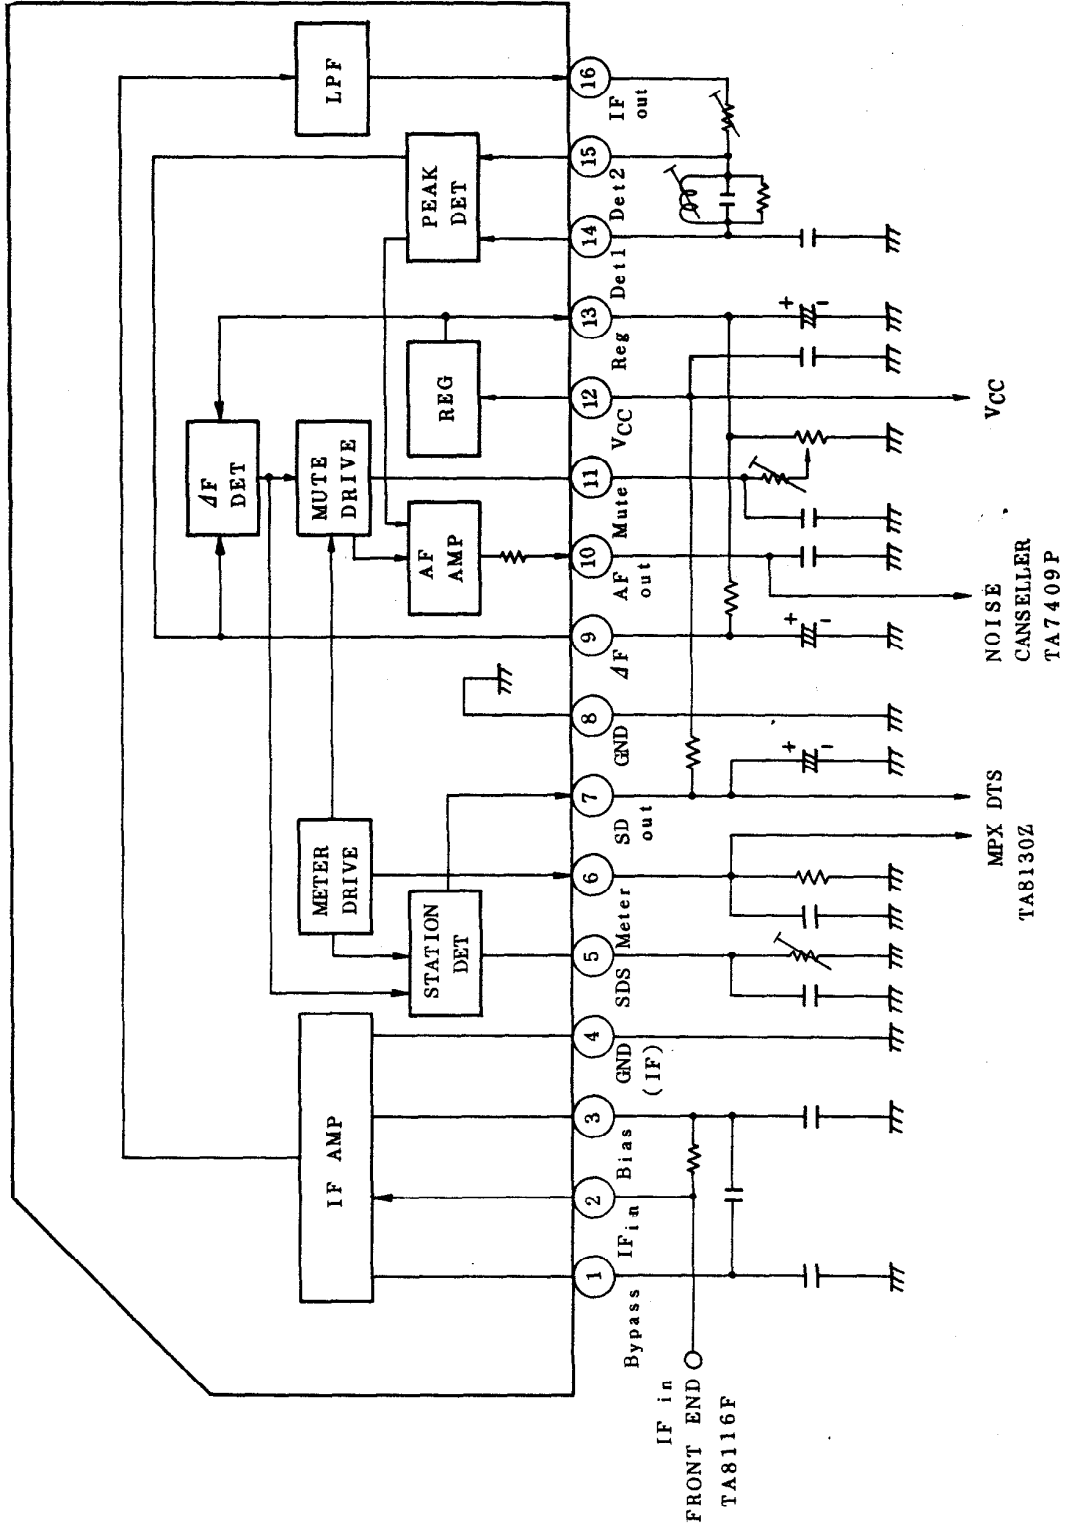 LPF
PEAK
DET
REG
ΔF
DET
MUTE
DRIVE
AF
AMP
METER
DRIVE
STATION
DET
IF AMP
1
2
3
4
5
6
7
8
9
10
11
12
13
14
15
16
Bypass
IFin
Bias
GND
(IF)
SDS
Meter
SD
out
GND
ΔF
AF
out
Mute
VCC
Reg
Det1
Det2
IF
out
+
-
+
-
+
-
IF in
FRONT END
TA8116F
MPX DTS
TA8130Z
NOISE
CANSELLER
TA7409P
VCC